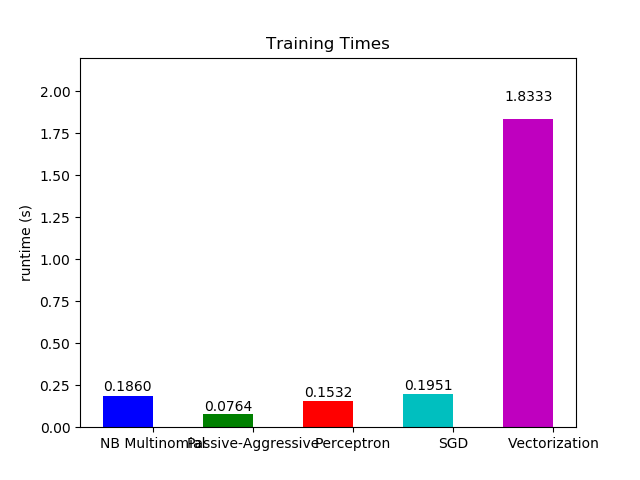 Training Times
runtime (s)
2.00
1.75
1.50
1.25
1.00
0.75
0.50
0.25
0.00
0.1860
0.0764
0.1532
0.1951
1.8333
NB Multinomial
Passive-Aggressive
Perceptron
SGD
Vectorization